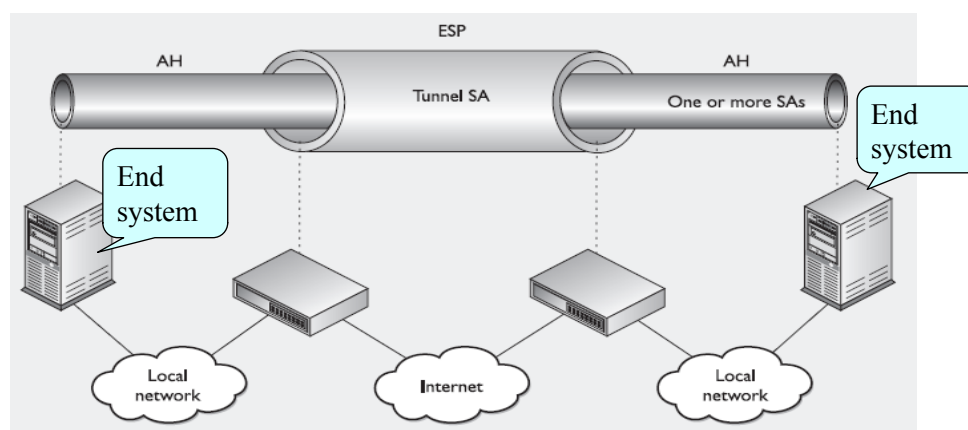 ESP
AH
AH
Tunnel SA
One or more SAs
End
system
End
system
Local
network
Internet
Local
network